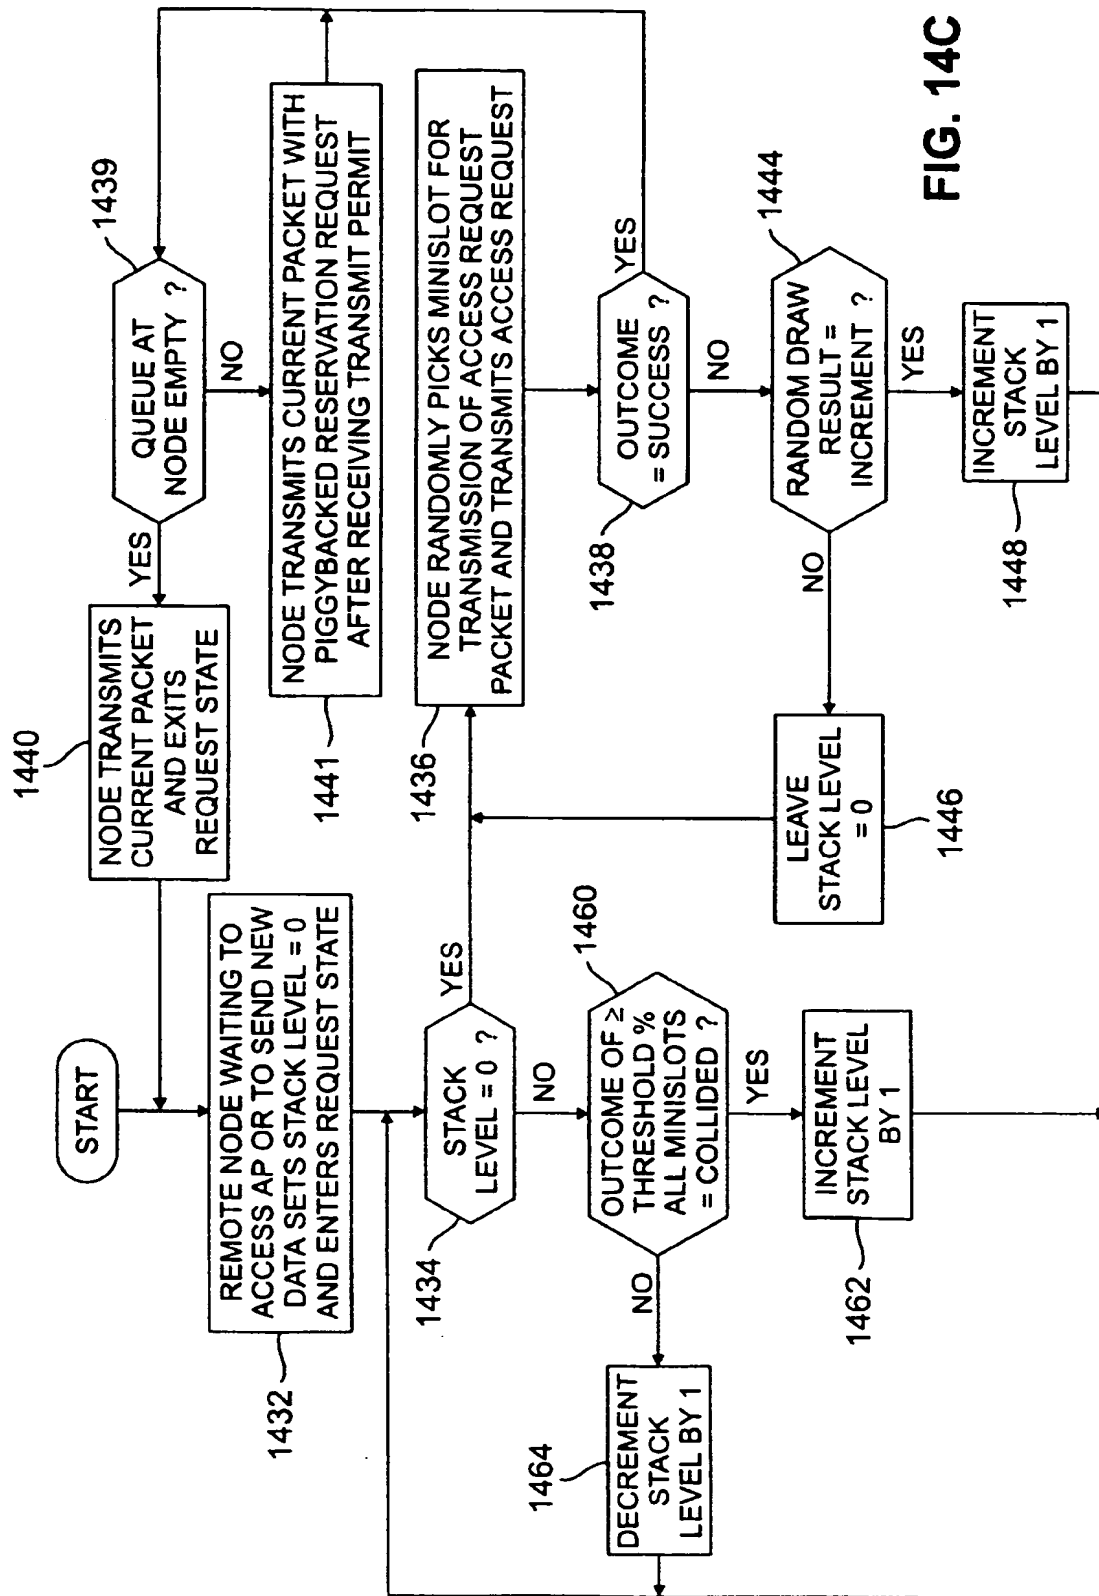 START
REMOTE NODE WAITING TO
ACCESS AP OR TO SEND NEW
DATA SETS STACK LEVEL = 0
AND ENTERS REQUEST STATE
1432
STACK
LEVEL = 0 ?
1434
YES
NO
OUTCOME OF ≥
THRESHOLD %
ALL MINISLOTS
= COLLIDED ?
1460
YES
NO
INCREMENT
STACK LEVEL
BY 1
1462
DECREMENT
STACK
LEVEL BY 1
1464
NODE TRANSMITS
CURRENT PACKET
AND EXITS
REQUEST STATE
1440
QUEUE AT
NODE EMPTY ?
1439
YES
NO
NODE TRANSMITS CURRENT PACKET WITH
PIGGYBACKED RESERVATION REQUEST
AFTER RECEIVING TRANSMIT PERMIT
1441
NODE RANDOMLY PICKS MINISLOT FOR
TRANSMISSION OF ACCESS REQUEST
PACKET AND TRANSMITS ACCESS REQUEST
1436
OUTCOME
= SUCCESS ?
1438
YES
NO
RANDOM DRAW
RESULT =
INCREMENT ?
1444
NO
YES
LEAVE
STACK LEVEL
= 0
1446
INCREMENT
STACK
LEVEL BY 1
1448
FIG. 14C